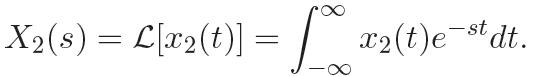 $X_2(s) = \mathcal{L}[x_2(t)] = \int_{-\infty}^{\infty} x_2(t)e^{-st}dt.$